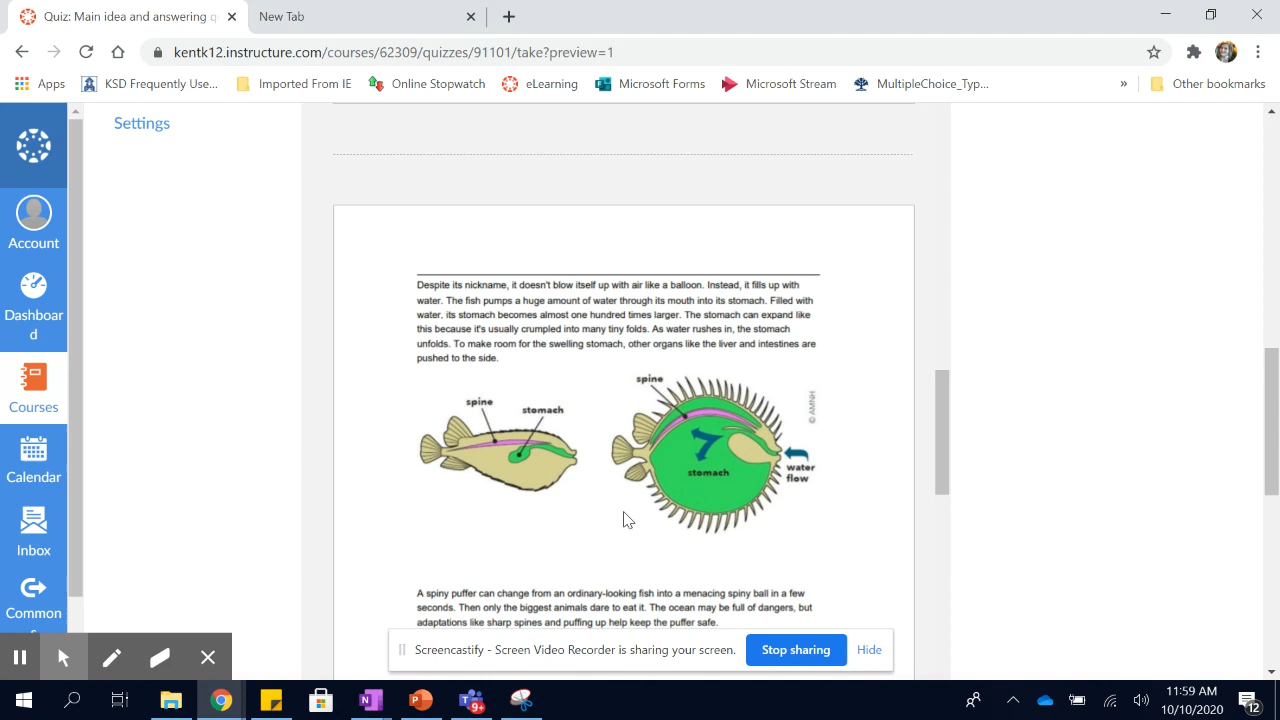 Quiz: Main idea and answering q
New Tab
kentk12.instructure.com/courses/62309/quizzes/91101/take?preview=1
Apps
KSD Frequently Use...
Imported From IE
Online Stopwatch
eLearning
Microsoft Forms
Microsoft Stream
MultipleChoice_Typ...
»
Other bookmarks
Settings
Account
Dashboar
d
Courses
Calendar
Inbox
Common
Despite its nickname, it doesn't blow itself up with air like a balloon. Instead, it fills up with
water. The fish pumps a huge amount of water through its mouth into its stomach. Filled with
water, its stomach becomes almost one hundred times larger. The stomach can expand like
this because it's usually crumpled into many tiny folds. As water rushes in, the stomach
unfolds. To make room for the swelling stomach, other organs like the liver and intestines are
pushed to the side.
spine
stomach
spine
stomach
water
flow
© AMNH
A spiny puffer can change from an ordinary-looking fish into a menacing spiny ball in a few
seconds. Then only the biggest animals dare to eat it. The ocean may be full of dangers, but
adaptations like sharp spines and puffing up help keep the puffer safe.
Screencastify - Screen Video Recorder is sharing your screen.
Stop sharing
Hide
9+
11:59 AM
10/10/2020
12